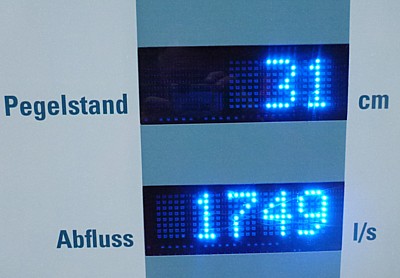 Pegelstand 31 cm
Abfluss 1749 l/s